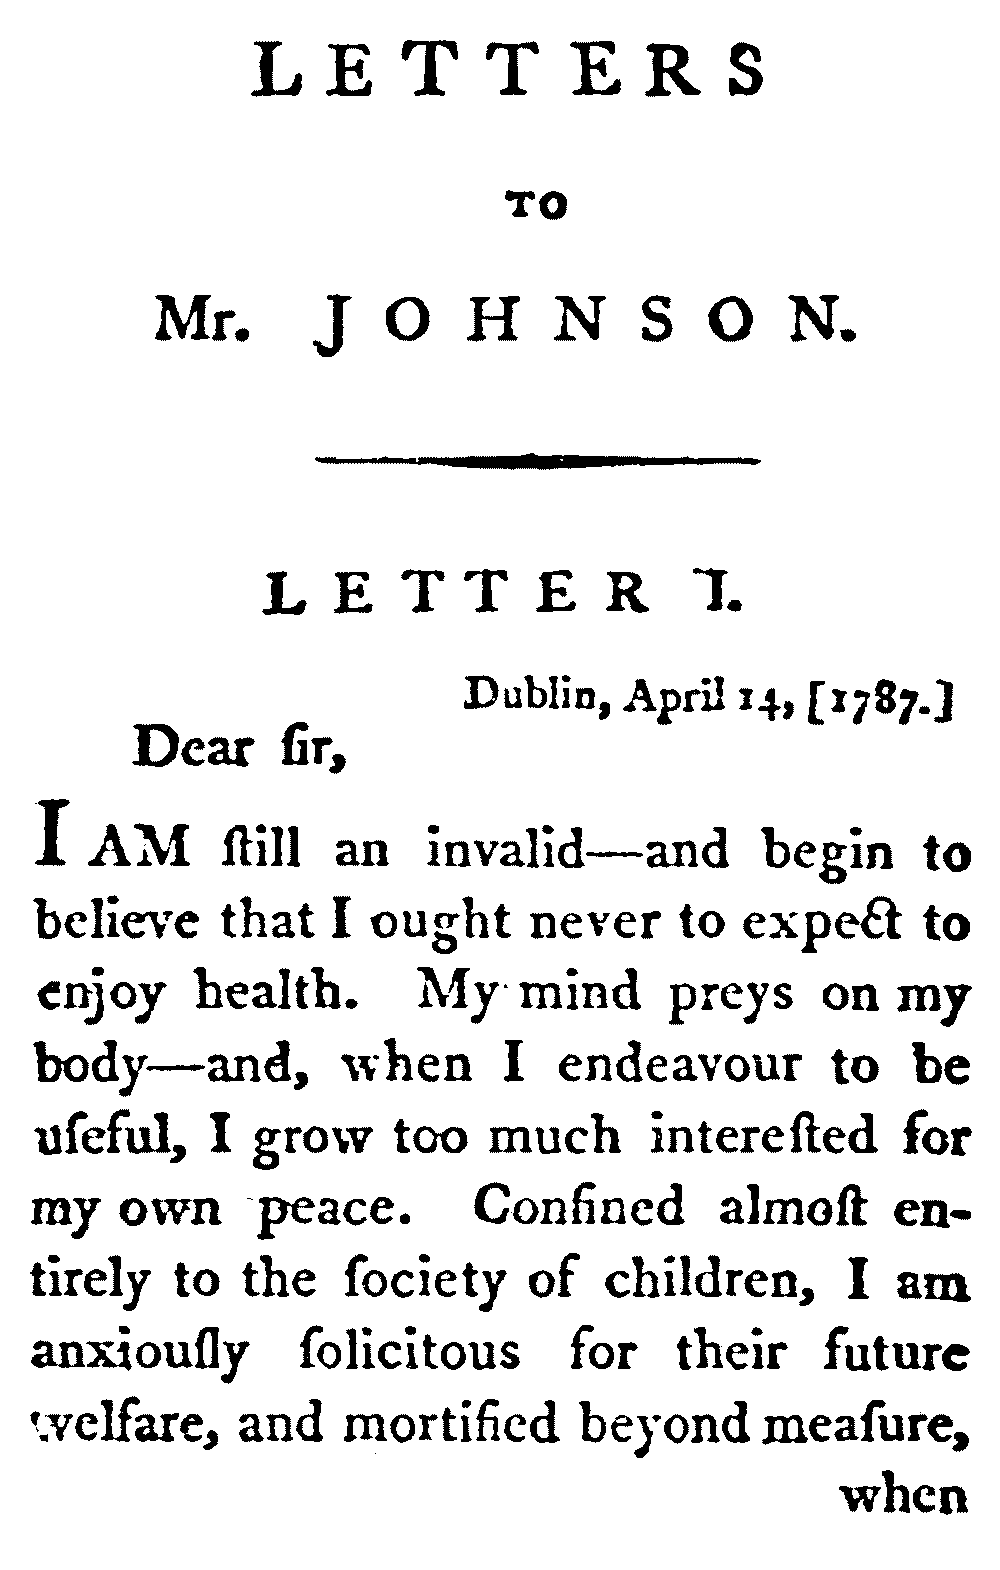 LETTERS
TO
Mr. JOHNSON.
LETTER I.
Dublin, April 14, [1787.]
Dear ſir,
I AM ſtill an invalid—and begin to
believe that I ought never to expect to
enjoy health. My mind preys on my
body—and, when I endeavour to be
uſeful, I grow too much intereſted for
my own peace. Confined almoſt en-
tirely to the ſociety of children, I am
anxiouſly ſolicitous for their future
welfare, and mortified beyond meaſure,
when